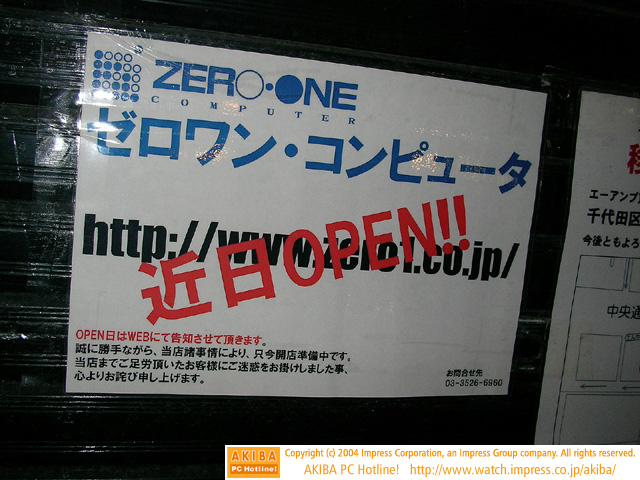 ZERO·ONE
COMPUTER
ゼロワン・コンピュータ
http://www.zero1.co.jp/
近日OPEN!!
OPEN日はWEBにて告知させて頂きます。
誠に勝手ながら、当店諸事情により、只今開店準備中です。
当店までご足労頂いたお客様にご迷惑をお掛けしました事、
心よりお詫び申し上げます。
お問合せ先
03-3526-6960
エーアンプ
千代田区
今後ともよろ
中央通
AKIBA
PC Hotline!
Copyright (c) 2004 Impress Corporation, an Impress Group company. All rights reserved.
AKIBA PC Hotline! http://www.watch.impress.co.jp/akiba/